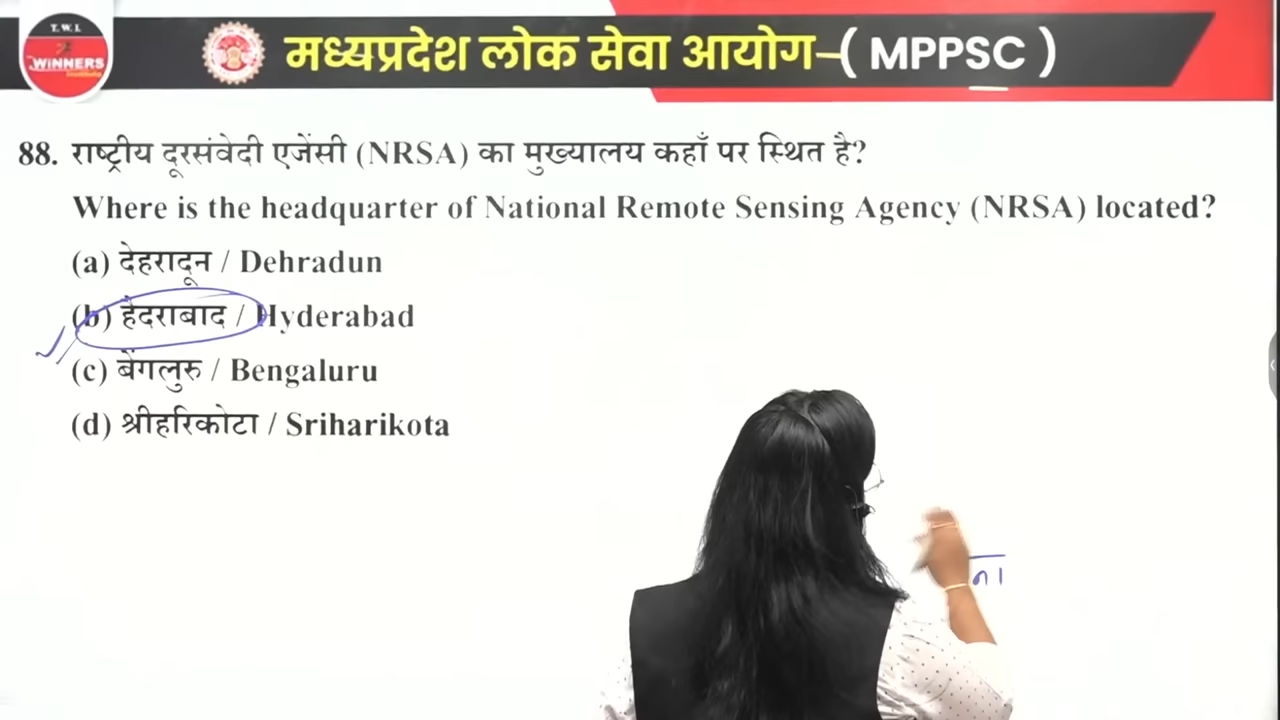 T.W.I.
WINNERS
मध्यप्रदेश लोक सेवा आयोग–( MPPSC )
88. राष्ट्रीय दूरसंवेदी एजेंसी (NRSA) का मुख्यालय कहाँ पर स्थित है?
Where is the headquarter of National Remote Sensing Agency (NRSA) located?
(a) देहरादून / Dehradun
(b) हैदराबाद / Hyderabad
(c) बेंगलुरु / Bengaluru
(d) श्रीहरिकोटा / Sriharikota